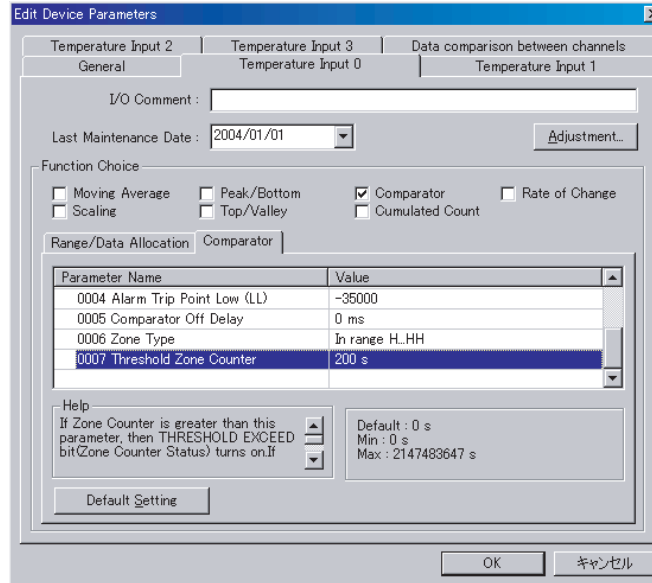 Edit Device Parameters
Temperature Input 2 Temperature Input 3 Data comparison between channels
General Temperature Input 0 Temperature Input 1
I/O Comment :
Last Maintenance Date : 2004/01/01 Adjustment...
Function Choice
Moving Average Peak/Bottom Comparator Rate of Change
Scaling Top/Valley Cumulated Count
Range/Data Allocation Comparator
Parameter Name Value
0004 Alarm Trip Point Low (LL) -35000
0005 Comparator Off Delay 0 ms
0006 Zone Type In range H...HH
0007 Threshold Zone Counter 200 s
Help
If Zone Counter is greater than this
parameter, then THRESHOLD EXCEED
bit(Zone Counter Status) turns on.If
Default : 0 s
Min : 0 s
Max : 2147483647 s
Default Setting
OK キャンセル